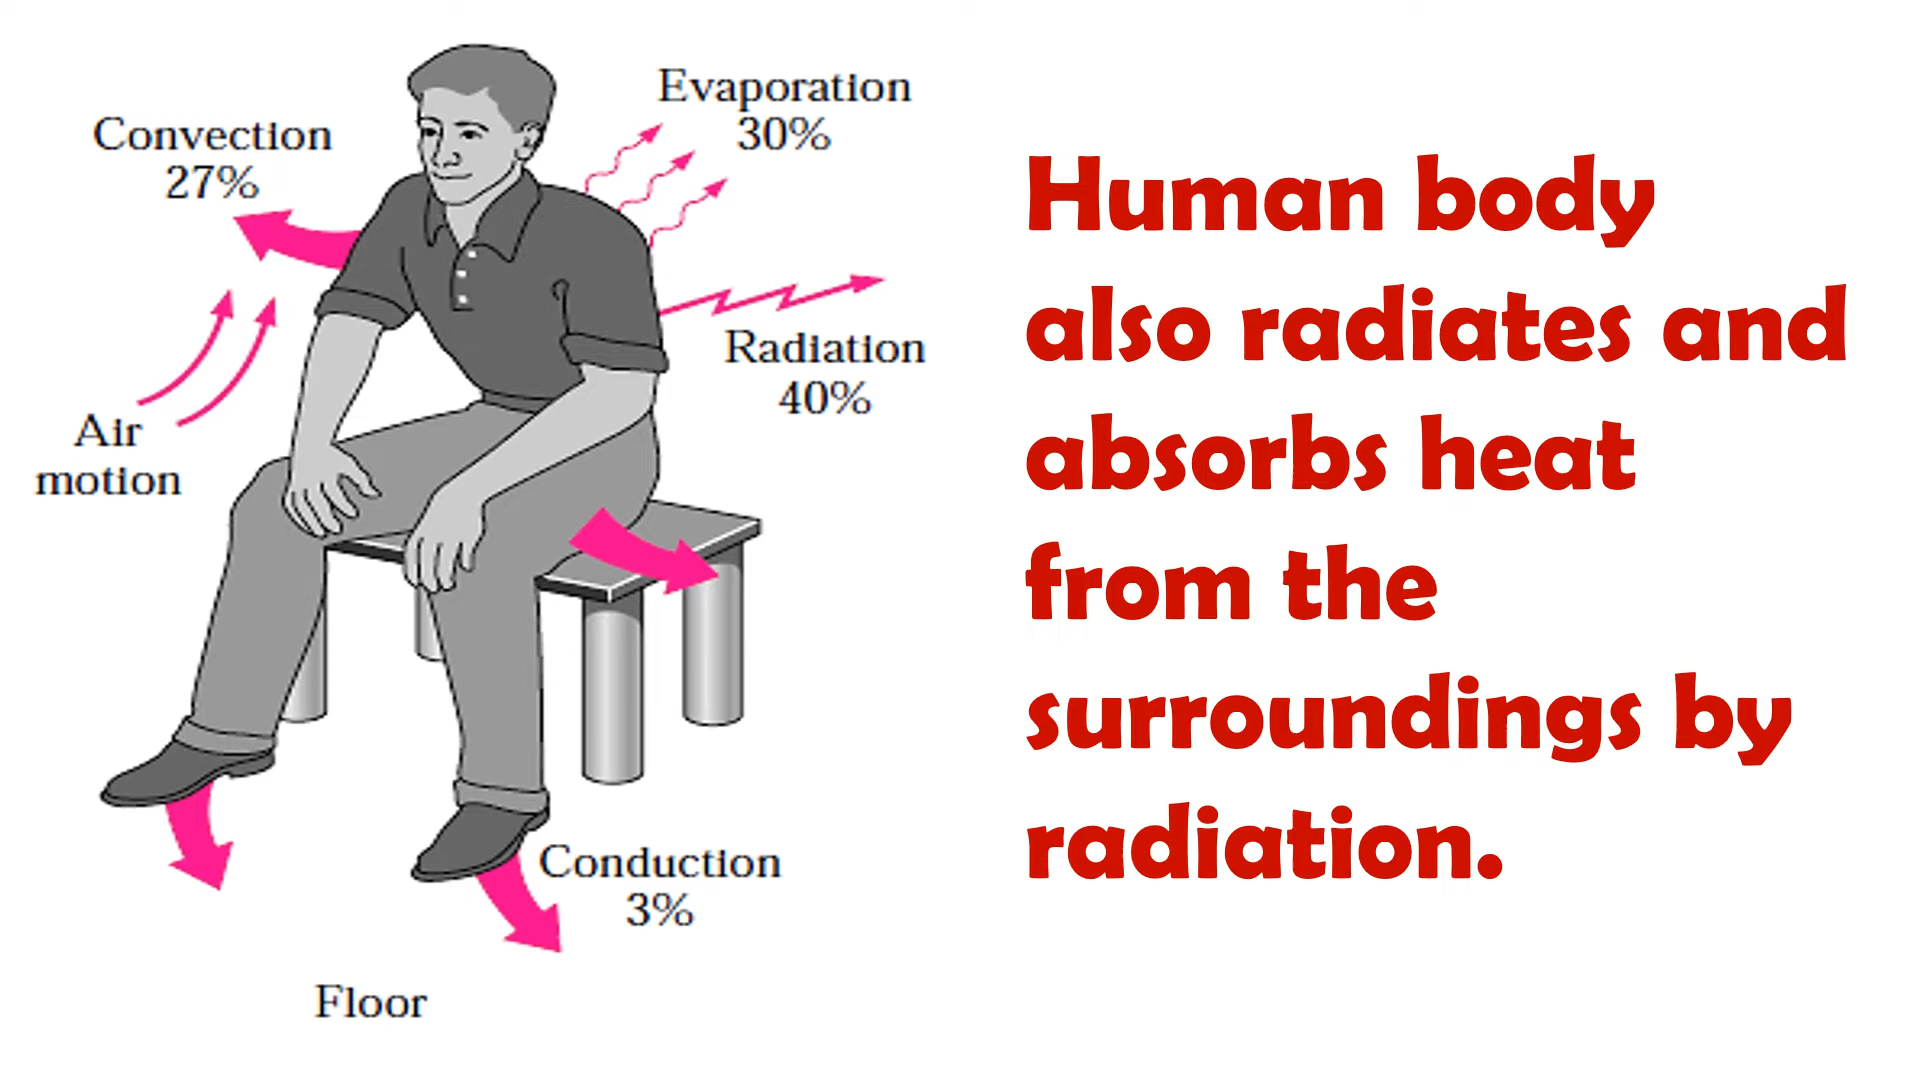 Convection
27%
Evaporation
30%
Radiation
40%
Air
motion
Conduction
3%
Floor
Human body
also radiates and
absorbs heat
from the
surroundings by
radiation.